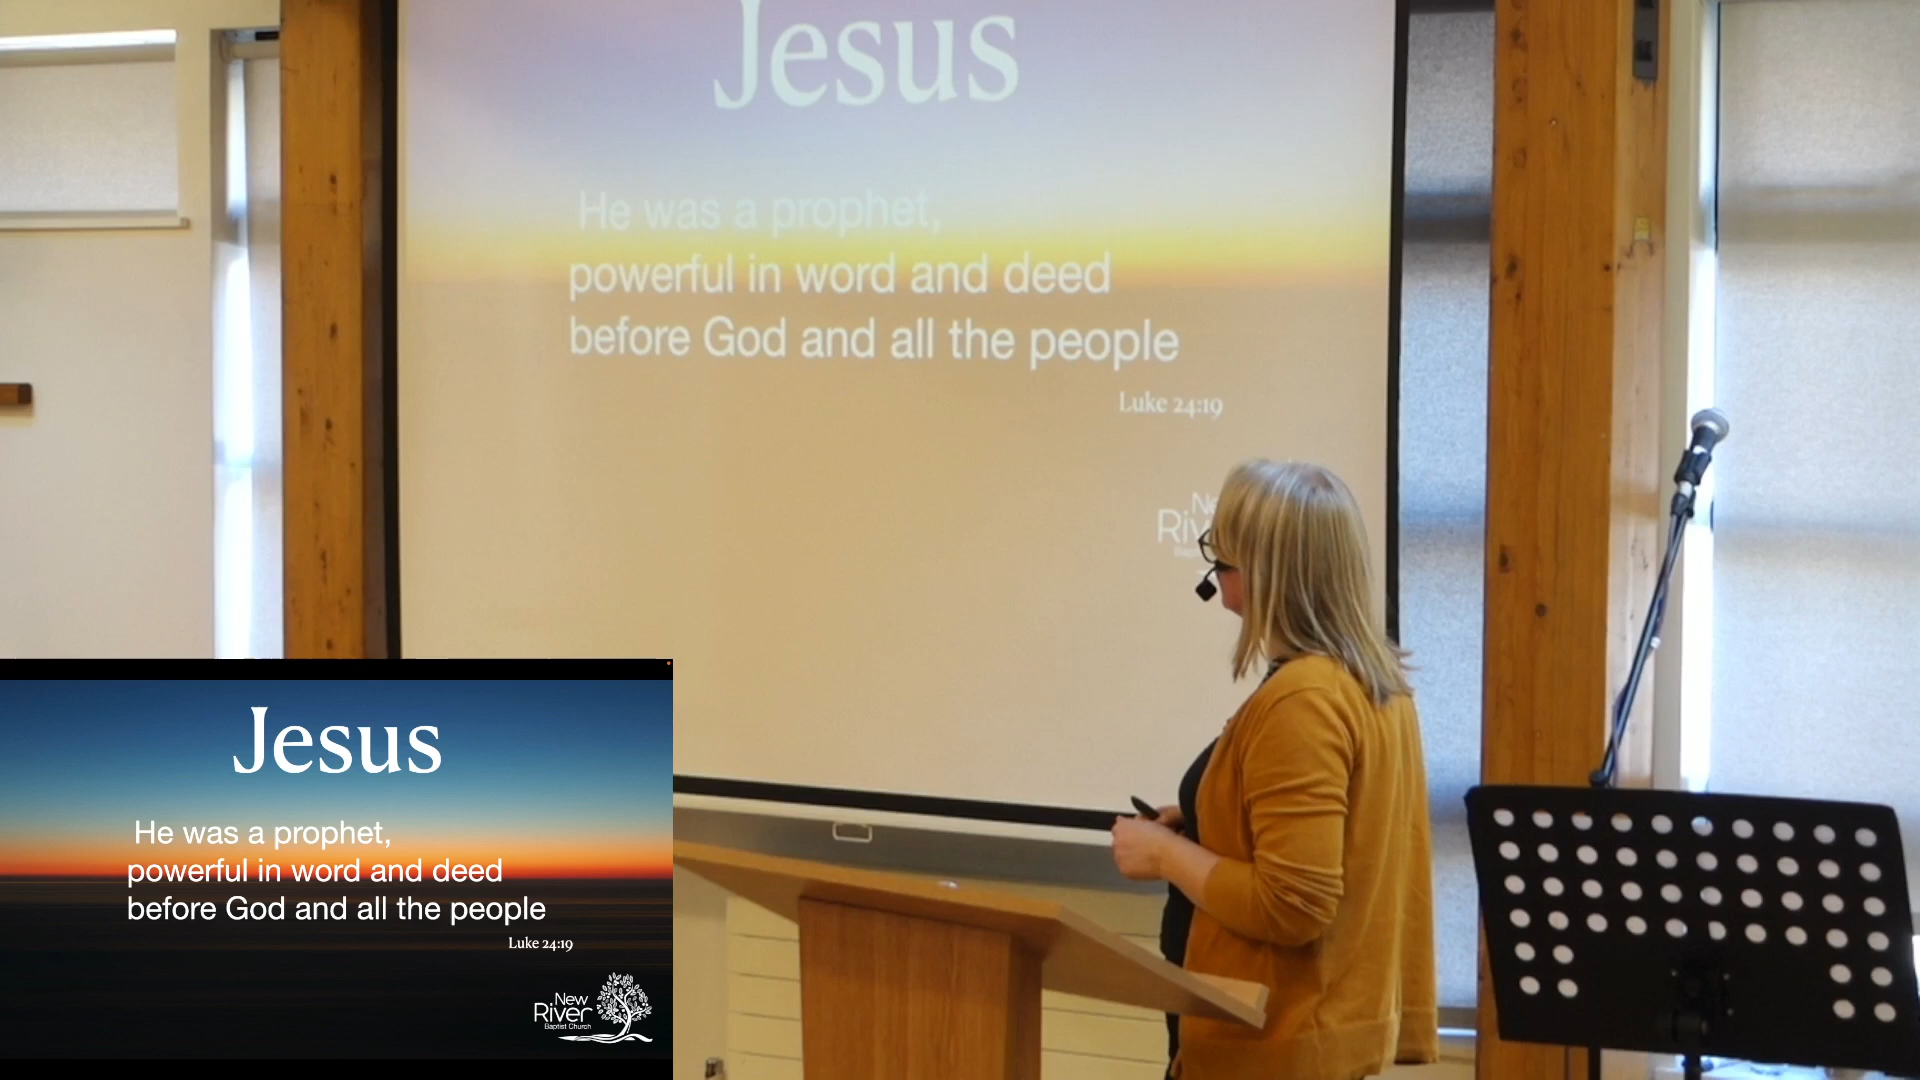 Jesus
He was a prophet,
powerful in word and deed
before God and all the people
Luke 24:19
Jesus
He was a prophet,
powerful in word and deed
before God and all the people
Luke 24:19
New
River
Baptist Church